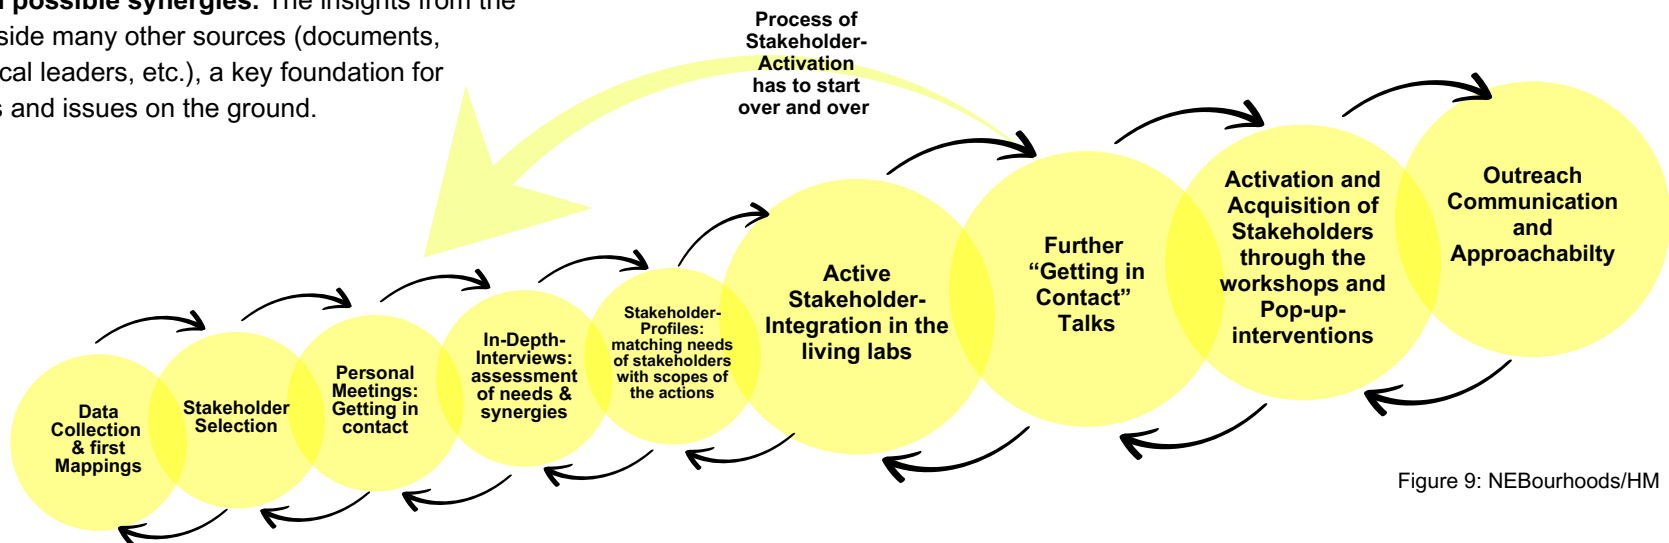 possible synergies. The insights from the
side many other sources (documents,
cal leaders, etc.), a key foundation for
s and issues on the ground.
Process of
Stakeholder-
Activation
has to start
over and over
Data
Collection
& first
Mappings
Stakeholder
Selection
Personal
Meetings:
Getting in
contact
In-Depth-
Interviews:
assessment
of needs &
synergies
Stakeholder-
Profiles:
matching needs
of stakeholders
with scopes of
the actions
Active
Stakeholder-
Integration in the
living labs
Further
“Getting in
Contact”
Talks
Activation and
Acquisition of
Stakeholders
through the
workshops and
Pop-up-
interventions
Outreach
Communication
and
Approachabilty
Figure 9: NEBourhoods/HM